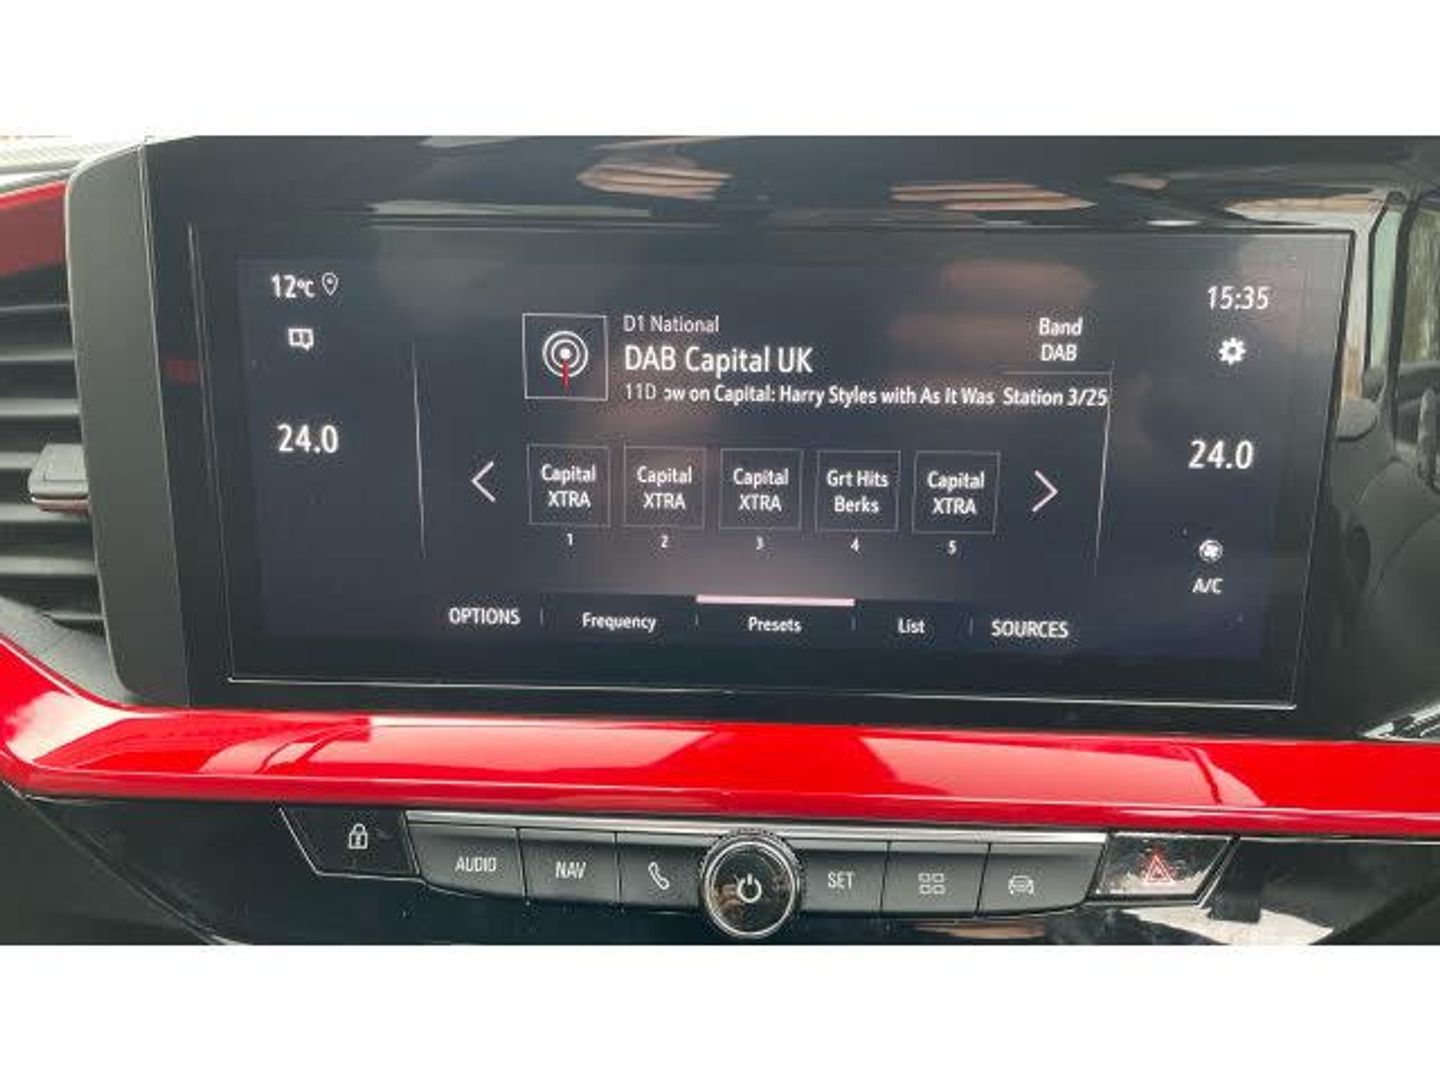 12°C
15:35
D1 National
Band
DAB Capital UK
DAB
11D ow on Capital: Harry Styles with As It Was Station 3/25
24.0
24.0
Capital XTRA
1
Capital XTRA
2
Capital XTRA
3
Grt Hits Berks
4
Capital XTRA
5
A/C
OPTIONS Frequency Presets List SOURCES
AUDIO NAV SET